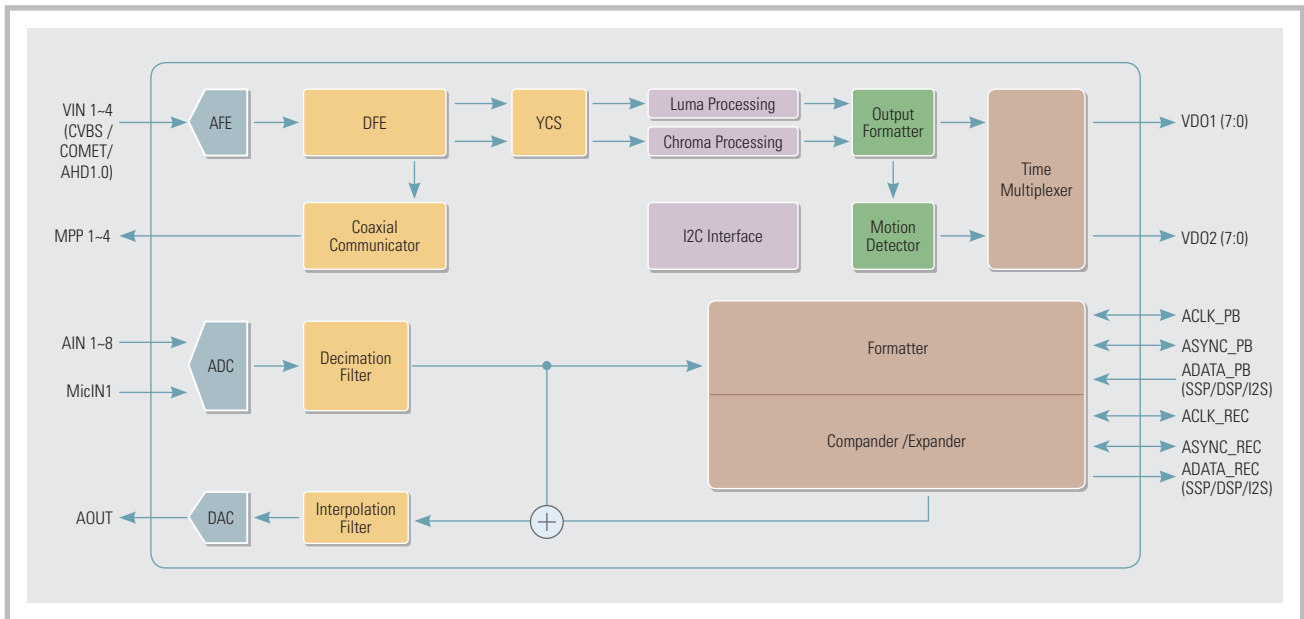 VIN 1~4
(CVBS /
COMET/
AHD1.0)
AFE
DFE
YCS
Luma Processing
Chroma Processing
Output
Formatter
Time
Multiplexer
VDO1 (7:0)
MPP 1~4
Coaxial
Communicator
I2C Interface
Motion
Detector
VDO2 (7:0)
AIN 1~8
MicIN1
ADC
Decimation
Filter
Formatter
Compander /Expander
ACLK_PB
ASYNC_PB
ADATA_PB
(SSP/DSP/I2S)
ACLK_REC
ASYNC_REC
ADATA_REC
(SSP/DSP/I2S)
AOUT
DAC
Interpolation
Filter
+